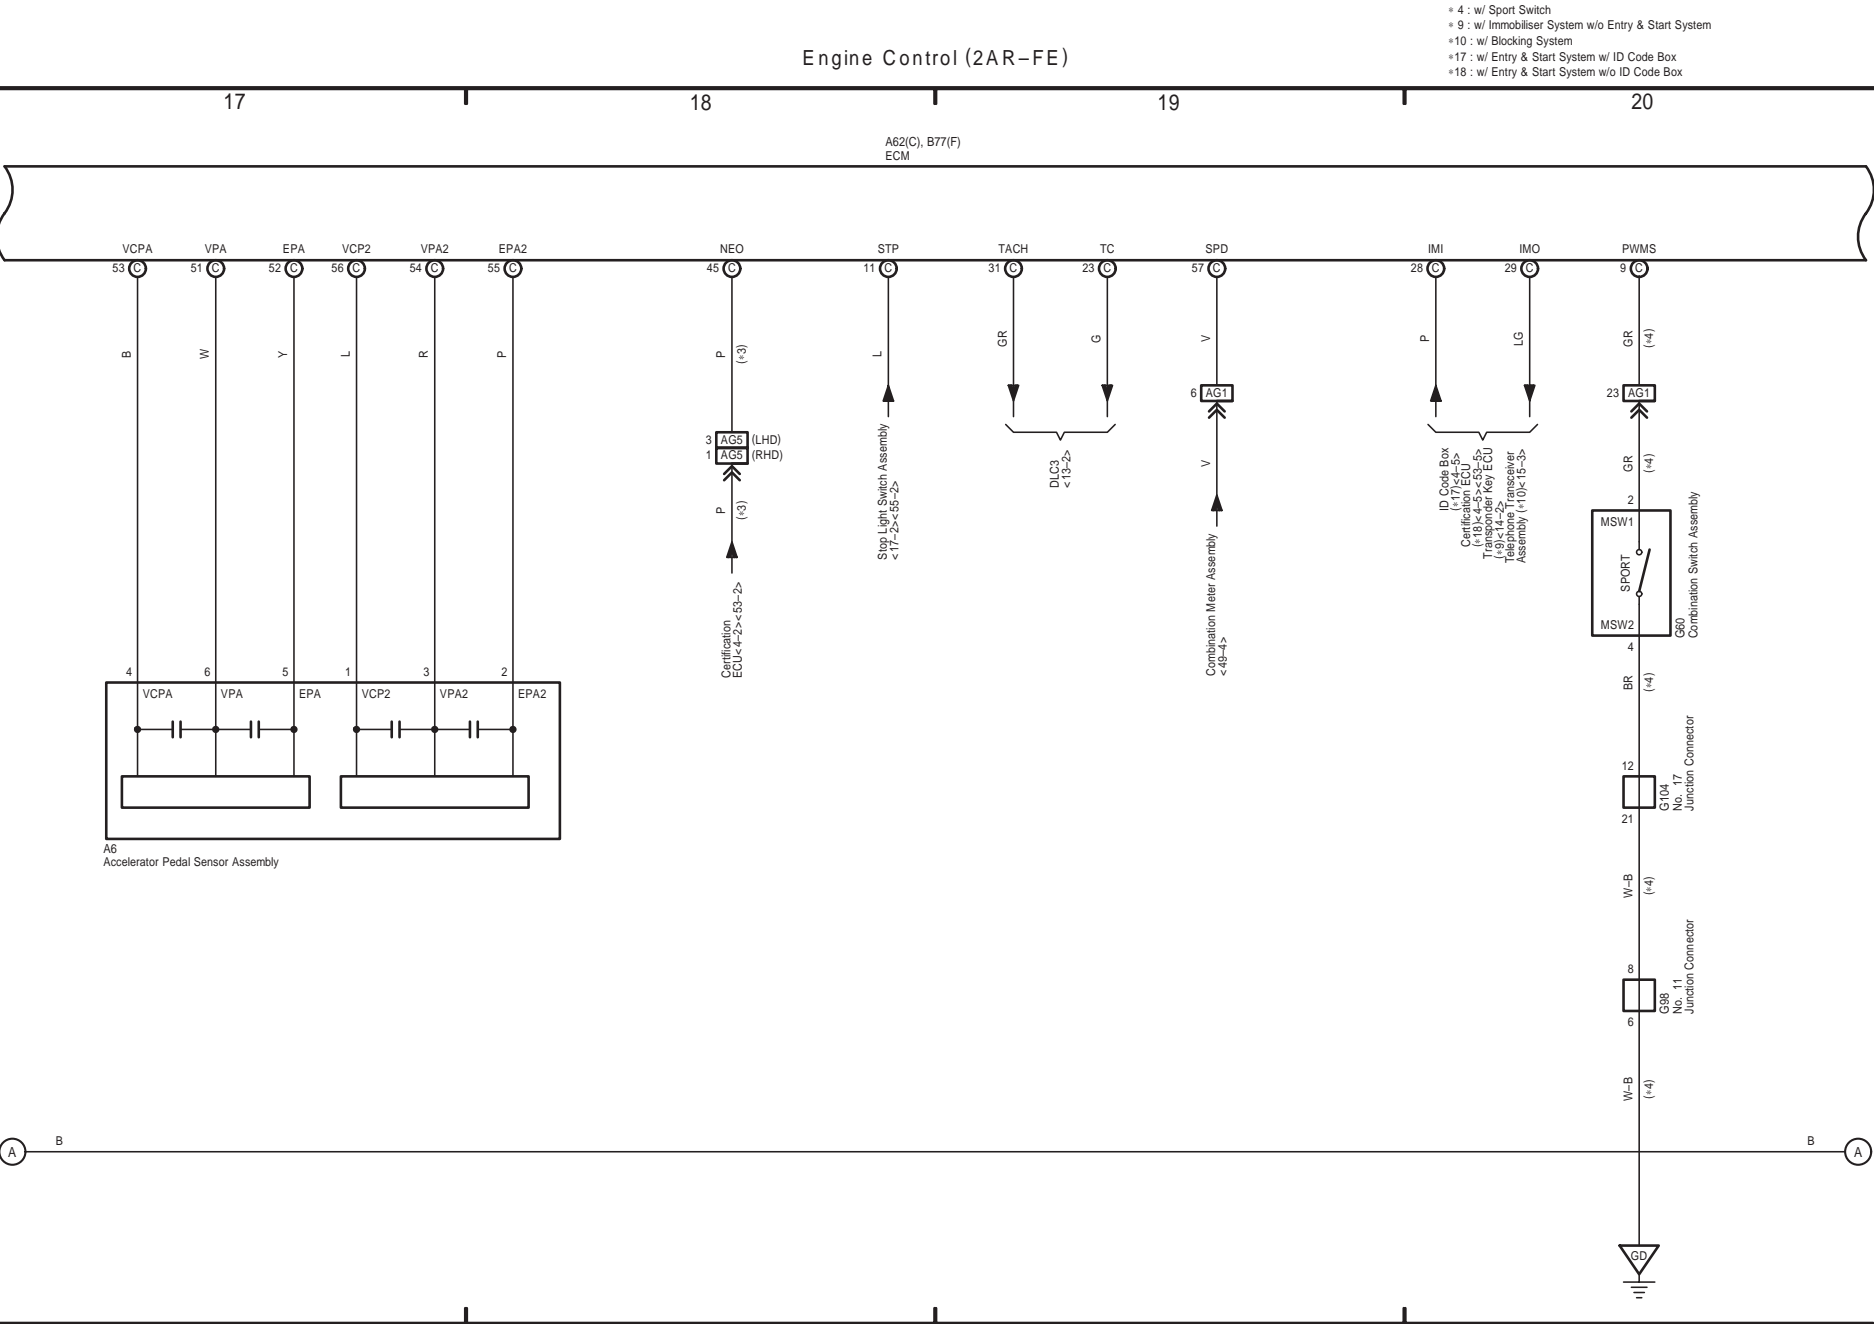 * 4 : w/ Sport Switch
* 9 : w/ Immobiliser System w/o Entry & Start System
*10 : w/ Blocking System
*17 : w/ Entry & Start System w/ ID Code Box
*18 : w/ Entry & Start System w/o ID Code Box
Engine Control (2AR−FE)
17 18 19 20
A62(C), B77(F)
ECM
VCPA VPA EPA VCP2 VPA2 EPA2 NEO STP TACH TC SPD IMI IMO PWMS
53 C 51 C 52 C 56 C 54 C 55 C 45 C 11 C 31 C 23 C 57 C 28 C 29 C 9 C
B W Y L R P P (*3) L GR G V P LG GR (*4)
6 AG1 23 AG1
3 AG5 (LHD)
1 AG5 (RHD)
P (*3)
V
GR (*4)
Certification
ECU<4−2><53−2>
Stop Light Switch Assembly
<17−2><55−2>
DLC3
<13−2>
Combination Meter Assembly
<49−4>
ID Code Box
(*17)<4−5>
Certification ECU
(*18)<4−5><53−5>
Transponder Key ECU
(*9)<14−2>
Telephone Transceiver
Assembly (*10)<15−3>
2
MSW1
SPORT
MSW2
4
G60
Combination Switch Assembly
BR (*4)
4 6 5 1 3 2
VCPA VPA EPA VCP2 VPA2 EPA2
A6
Accelerator Pedal Sensor Assembly
12
21
G104
No. 17
Junction Connector
W−B (*4)
8
6
G98
No. 11
Junction Connector
W−B (*4)
A B B A
GD